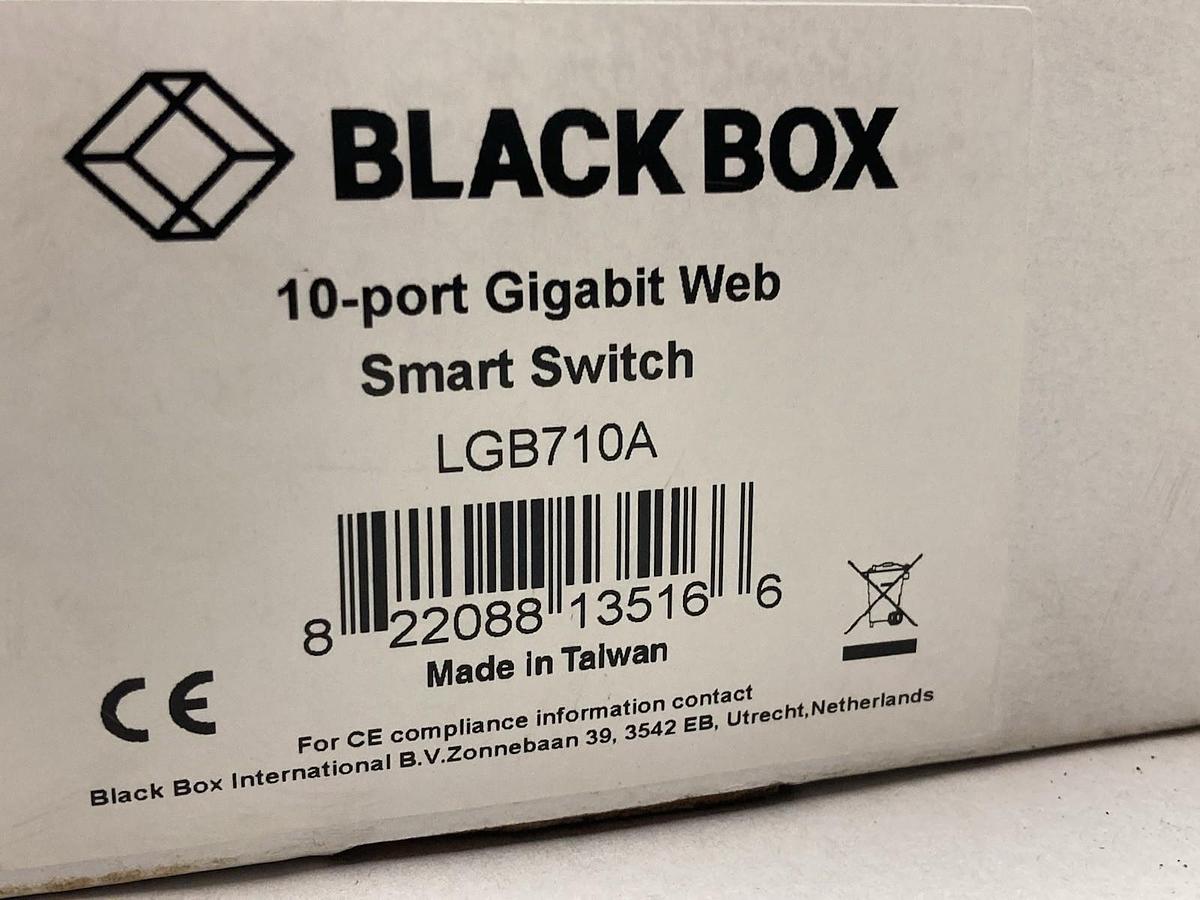 BLACK BOX
10-port Gigabit Web
Smart Switch
LGB710A
8 22088 13516 6
Made in Taiwan
CE
For CE compliance information contact
Black Box International B.V.Zonnebaan 39, 3542 EB, Utrecht,Netherlands